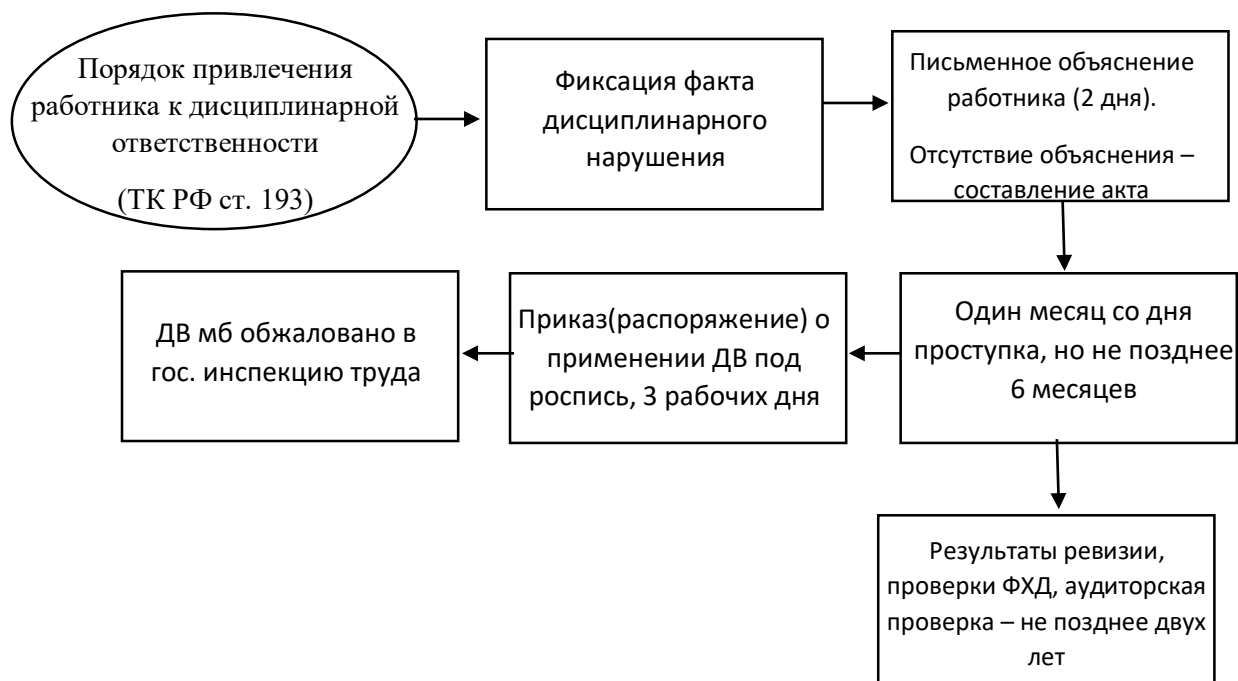 Порядок привлечения
работника к дисциплинарной
ответственности
(ТК РФ ст. 193)
Фиксация факта
дисциплинарного
нарушения
Письменное объяснение
работника (2 дня).
Отсутствие объяснения –
составление акта
Один месяц со дня
проступка, но не позднее
6 месяцев
Приказ(распоряжение) о
применении ДВ под
роспись, 3 рабочих дня
ДВ мб обжаловано в
гос. инспекцию труда
Результаты ревизии,
проверки ФХД, аудиторская
проверка – не позднее двух
лет